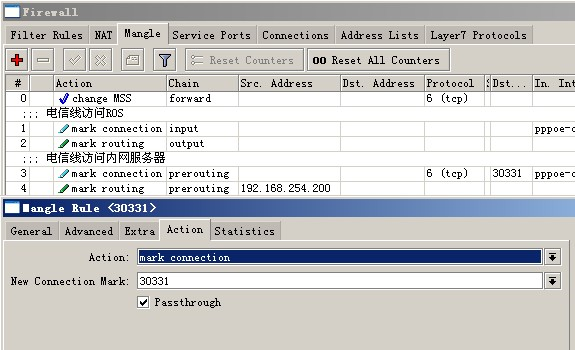 Firewall
Filter Rules NAT Mangle Service Ports Connections Address Lists Layer7 Protocols
Reset Counters 00 Reset All Counters
# Action Chain Src. Address Dst. Address Protocol Dst... In. Int
0 change MSS forward 6 (tcp)
;;; 电信线访问ROS
1 mark connection input pppoe-
2 mark routing output
;;; 电信线访问内网服务器
3 mark connection prerouting 6 (tcp) 30331 pppoe-
4 mark routing prerouting 192.168.254.200
Mangle Rule <30331>
General Advanced Extra Action Statistics
Action: mark connection
New Connection Mark: 30331
Passthrough